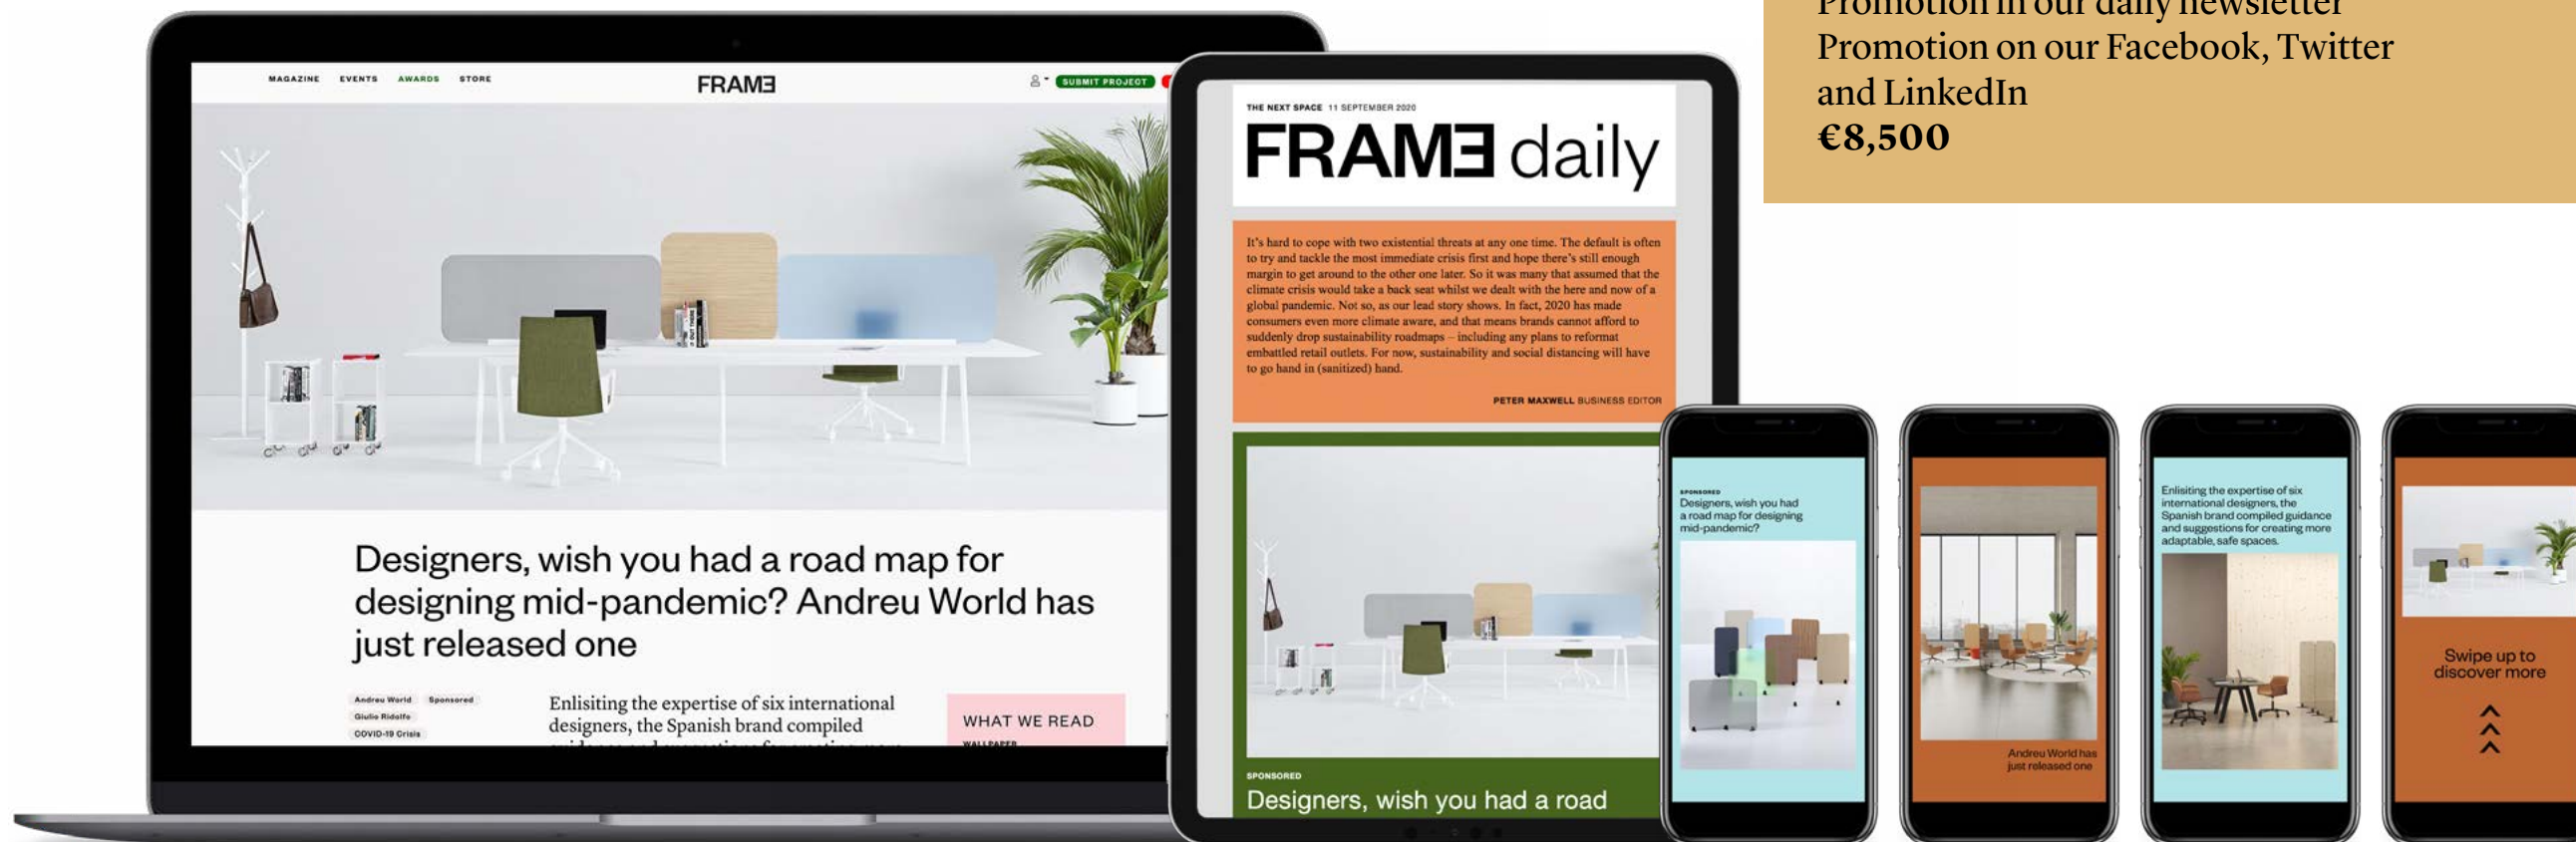 Promotion in our daily newsletter
Promotion on our Facebook, Twitter
and LinkedIn
€8,500
MAGAZINE EVENTS AWARDS STORE
FRAMƎ
SUBMIT PROJECT
Designers, wish you had a road map for
designing mid-pandemic? Andreu World has
just released one
Andreu World Sponsored
Giulio Ridolfo
COVID-19 Crisis
Enlisiting the expertise of six international
designers, the Spanish brand compiled
WHAT WE READ
WALLPAPER
THE NEXT SPACE 11 SEPTEMBER 2020
FRAMƎ daily
It's hard to cope with two existential threats at any one time. The default is often
to try and tackle the most immediate crisis first and hope there's still enough
margin to get around to the other one later. So it was many that assumed that the
climate crisis would take a back seat whilst we dealt with the here and now of a
global pandemic. Not so, as our lead story shows. In fact, 2020 has made
consumers even more climate aware, and that means brands cannot afford to
suddenly drop sustainability roadmaps – including any plans to reformat
embattled retail outlets. For now, sustainability and social distancing will have
to go hand in (sanitized) hand.
PETER MAXWELL BUSINESS EDITOR
SPONSORED
Designers, wish you had a road
SPONSORED
Designers, wish you had
a road map for designing
mid-pandemic?
Andreu World has
just released one
Enlisiting the expertise of six
international designers, the
Spanish brand compiled guidance
and suggestions for creating more
adaptable, safe spaces.
Swipe up to
discover more